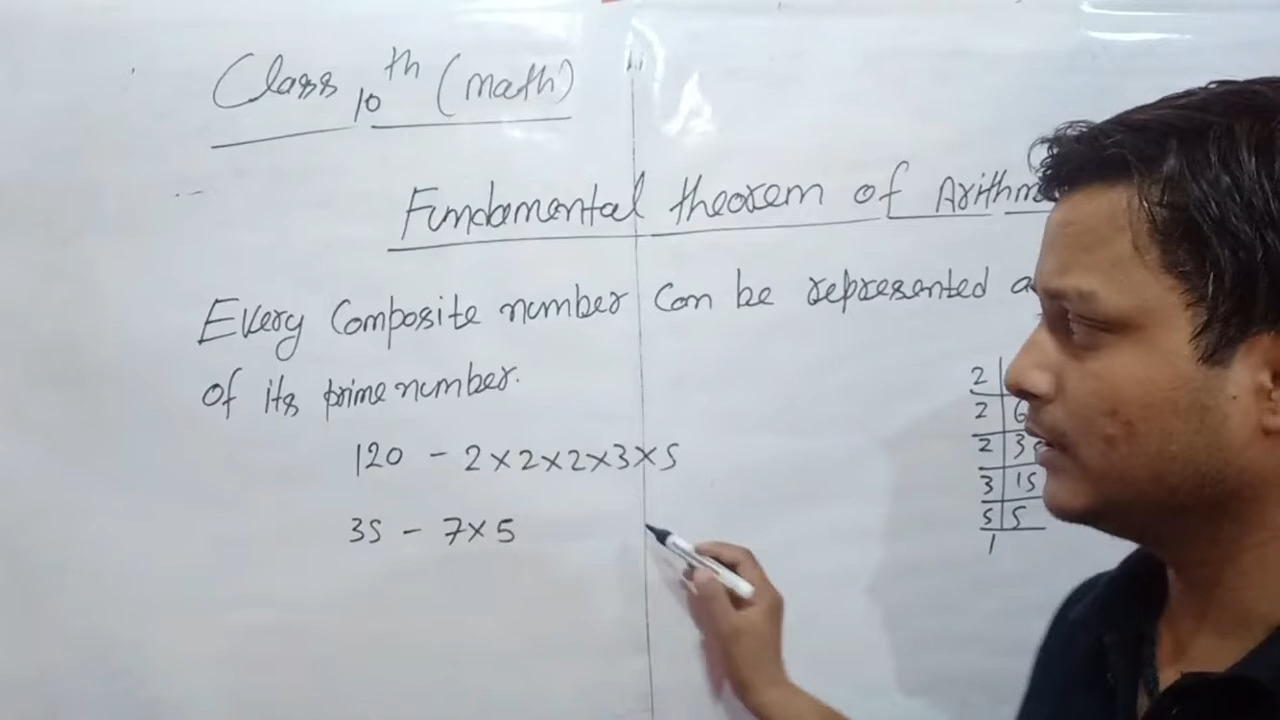 Class 10th (math)
Fundamental theorem of Arithm
Every Composite number can be represented a
of its prime number.
120 - 2×2×2×3×5
35 - 7×5
2
2 6
2 3
3 15
5 5
1